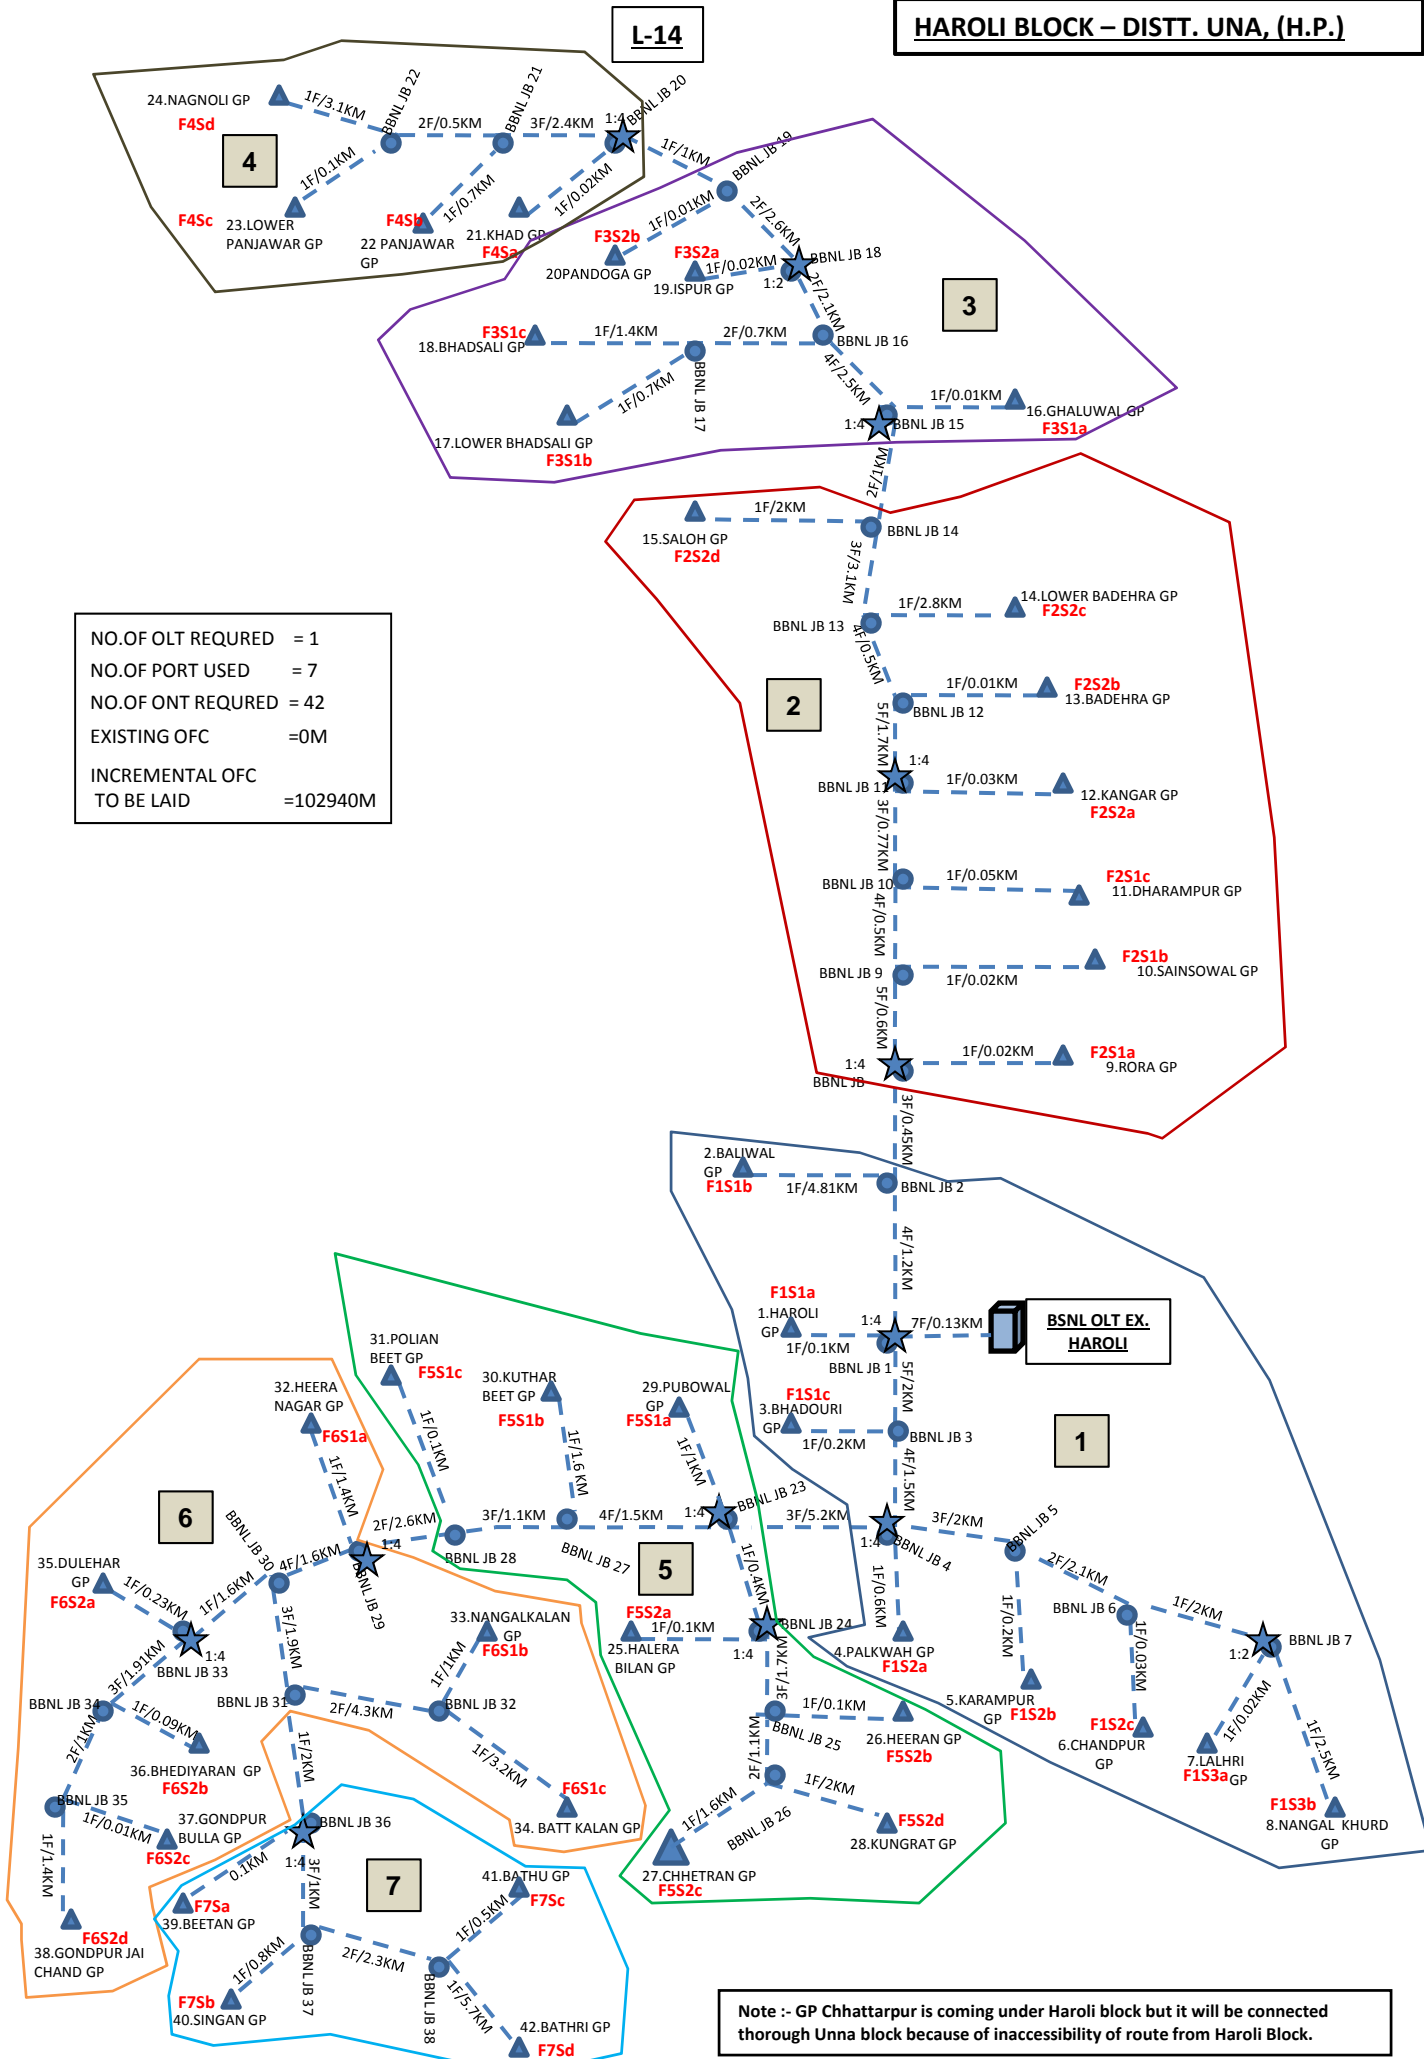 L-14
HAROLI BLOCK – DISTT. UNA, (H.P.)
24.NAGNOLI GP
F4Sd
1F/3.1KM
BBNL JB 22
2F/0.5KM
BBNL JB 21
3F/2.4KM
1:4
BBNL JB 20
4
1F/0.1KM
1F/0.7KM
1F/0.02KM
1F/1KM
BBNL JB 19
F4Sc
23.LOWER
PANJAWAR GP
F4Sb
22 PANJAWAR
GP
21.KHAD GP
F4Sa
1F/0.01KM
F3S2b
20PANDOGA GP
2F/2.6KM
F3S2a
1F/0.02KM
19.ISPUR GP
BBNL JB 18
1:2
2F/2.1KM
3
F3S1c
18.BHADSALI GP
1F/1.4KM
2F/0.7KM
BBNL JB 16
BBNL JB 17
4F/2.5KM
1F/0.7KM
17.LOWER BHADSALI GP
F3S1b
1F/0.01KM
16.GHALUWAL GP
F3S1a
1:4
BBNL JB 15
2F/1KM
1F/2KM
15.SALOH GP
F2S2d
BBNL JB 14
3F/3.1KM
1F/2.8KM
14.LOWER BADEHRA GP
F2S2c
BBNL JB 13
4F/0.5KM
NO.OF OLT REQURED = 1
NO.OF PORT USED = 7
NO.OF ONT REQURED = 42
EXISTING OFC =0M
INCREMENTAL OFC
TO BE LAID =102940M
2
1F/0.01KM
F2S2b
13.BADEHRA GP
BBNL JB 12
5F/1.7KM
1:4
BBNL JB 11
1F/0.03KM
12.KANGAR GP
F2S2a
3F/0.77KM
BBNL JB 10
1F/0.05KM
F2S1c
11.DHARAMPUR GP
4F/0.5KM
BBNL JB 9
1F/0.02KM
F2S1b
10.SAINSOWAL GP
5F/0.6KM
1:4
BBNL JB
1F/0.02KM
F2S1a
9.RORA GP
3F/0.45KM
2.BALIWAL
GP
F1S1b
1F/4.81KM
BBNL JB 2
4F/1.2KM
F1S1a
1.HAROLI
GP
1F/0.1KM
1:4
BBNL JB 1
7F/0.13KM
BSNL OLT EX.
HAROLI
5F/2KM
F1S1c
3.BHADOURI
GP
1F/0.2KM
BBNL JB 3
1
4F/1.5KM
31.POLIAN
BEET GP
F5S1c
30.KUTHAR
BEET GP
F5S1b
29.PUBOWAL
GP
F5S1a
32.HEERA
NAGAR GP
F6S1a
1F/0.1KM
1F/1.6 KM
1F/1KM
1F/1.4KM
6
2F/2.6KM
3F/1.1KM
4F/1.5KM
1:4
BBNL JB 23
3F/5.2KM
1:4
BBNL JB 4
3F/2KM
BBNL JB 5
BBNL JB 30
4F/1.6KM
1:4
BBNL JB 29
BBNL JB 28
BBNL JB 27
5
1F/0.4KM
1F/0.6KM
2F/2.1KM
1F/0.2KM
BBNL JB 6
1F/2KM
BBNL JB 7
1:2
35.DULEHAR
GP
F6S2a
1F/0.23KM
1F/1.6KM
3F/1.9KM
33.NANGALKALAN
GP
F6S1b
1F/1KM
F5S2a
1F/0.1KM
25.HALERA
BILAN GP
1:4
BBNL JB 24
4.PALKWAH GP
F1S2a
1F/0.03KM
1F/0.02KM
1F/2.5KM
1:4
BBNL JB 33
3F/1.91KM
BBNL JB 34
BBNL JB 31
2F/4.3KM
BBNL JB 32
3F/1.7KM
1F/0.1KM
BBNL JB 25
26.HEERAN GP
F5S2b
5.KARAMPUR
GP
F1S2b
F1S2c
6.CHANDPUR
GP
7.LALHRI
GP
F1S3a
F1S3b
8.NANGAL KHURD
GP
1F/0.09KM
2F/1KM
36.BHEDIYARAN GP
F6S2b
1F/2KM
1F/3.2KM
F6S1c
34. BATT KALAN GP
2F/1.1KM
1F/1.6KM
BBNL JB 26
1F/2KM
F5S2d
28.KUNGRAT GP
27.CHHETRAN GP
F5S2c
BBNL JB 35
1F/0.01KM
1F/1.4KM
37.GONDPUR
BULLA GP
F6S2c
BBNL JB 36
1:4
0.1KM
3F/1KM
7
F7Sa
39.BEETAN GP
41.BATHU GP
F7Sc
F6S2d
38.GONDPUR JAI
CHAND GP
1F/0.8KM
BBNL JB 37
2F/2.3KM
1F/0.5KM
BBNL JB 38
1F/5.7KM
F7Sb
40.SINGAN GP
42.BATHRI GP
F7Sd
Note :- GP Chhattarpur is coming under Haroli block but it will be connected
thorough Unna block because of inaccessibility of route from Haroli Block.